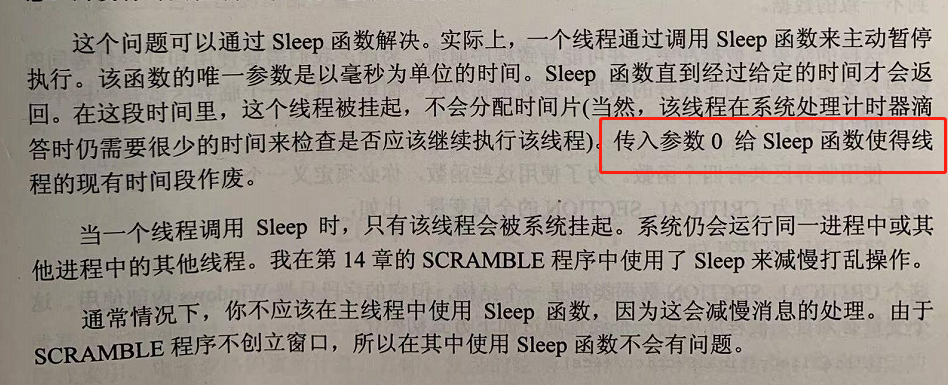 这个问题可以通过 Sleep 函数解决。实际上，一个线程通过调用 Sleep 函数来主动暂停
执行。该函数的唯一参数是以毫秒为单位的时间。Sleep 函数直到经过给定的时间才会返
回。在这段时间里，这个线程被挂起，不会分配时间片(当然，该线程在系统处理计时器滴
答时仍需要很少的时间来检查是否应该继续执行该线程)。传入参数 0 给 Sleep 函数使得线
程的现有时间段作废。
当一个线程调用 Sleep 时，只有该线程会被系统挂起。系统仍会运行同一进程中或其
他进程中的其他线程。我在第 14 章的 SCRAMBLE 程序中使用了 Sleep 来减慢打乱操作。
通常情况下，你不应该在主线程中使用 Sleep 函数，因为这会减慢消息的处理。由于
SCRAMBLE 程序不创立窗口，所以在其中使用 Sleep 函数不会有问题。